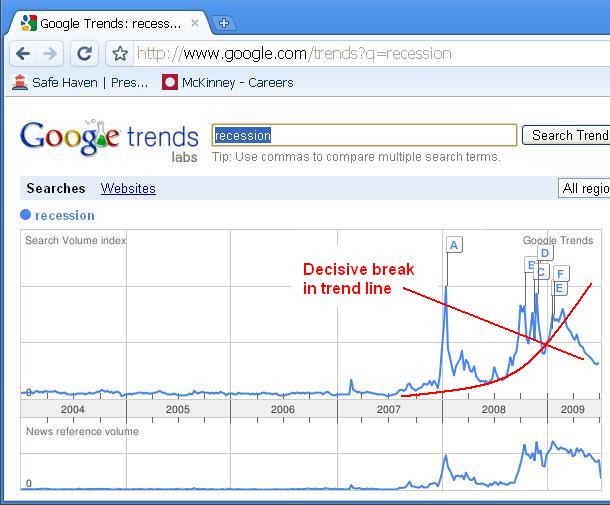 Google Trends: recess...
http://www.google.com/trends?q=recession
Safe Haven | Pres... McKinney - Careers
Google trends
labs
recession
Search Trend
Tip: Use commas to compare multiple search terms.
Searches Websites
All regio
recession
Search Volume index
Google Trends
A
D
B
C
F
E
Decisive break
in trend line
0
2004 2005 2006 2007 2008 2009
News reference volume
0